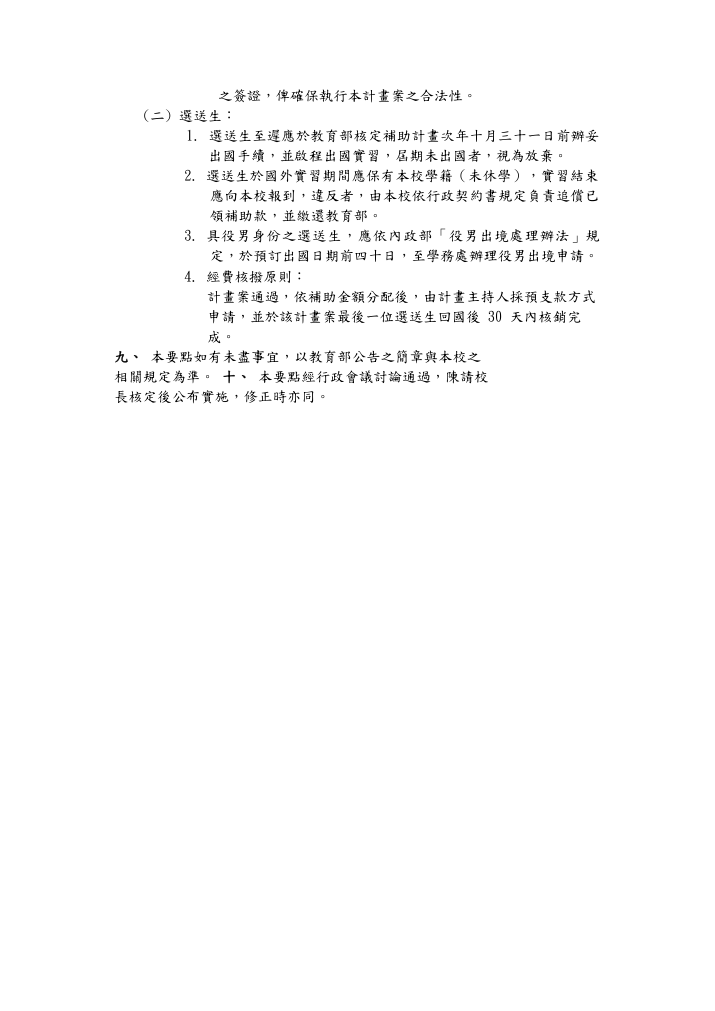 之簽證，俾確保執行本計畫案之合法性。
（二）選送生：
1. 選送生至遲應於教育部核定補助計畫次年十月三十一日前辦妥
出國手續，並啟程出國實習，屆期未出國者，視為放棄。
2. 選送生於國外實習期間應保有本校學籍（未休學），實習結束
應向本校報到，違反者，由本校依行政契約書規定負責追償已
領補助款，並繳還教育部。
3. 具役男身份之選送生，應依內政部「役男出境處理辦法」規
定，於預訂出國日期前四十日，至學務處辦理役男出境申請。
4. 經費核撥原則：
計畫案通過，依補助金額分配後，由計畫主持人採預支款方式
申請，並於該計畫案最後一位選送生回國後 30 天內核銷完
成。
九、 本要點如有未盡事宜，以教育部公告之簡章與本校之
相關規定為準。 十、 本要點經行政會議討論通過，陳請校
長核定後公布實施，修正時亦同。